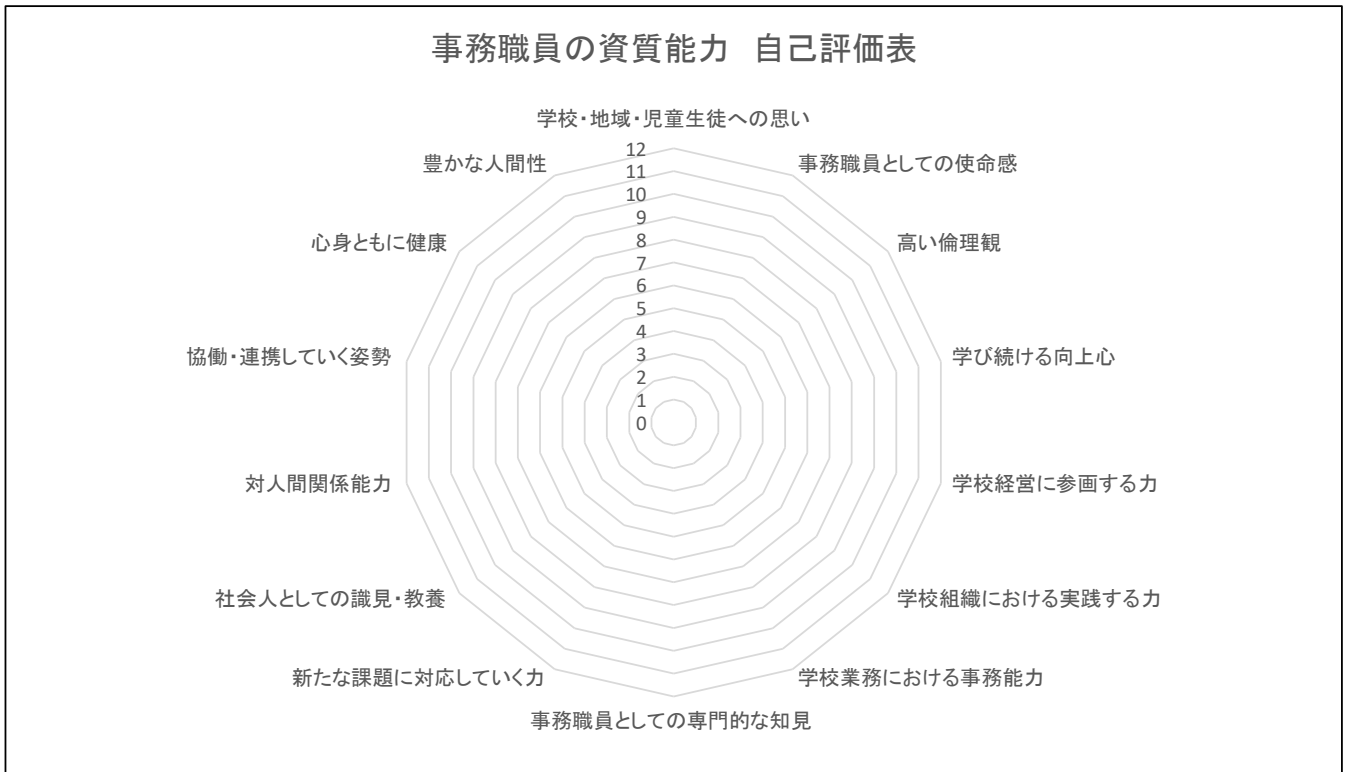 事務職員の資質能力　自己評価表
学校・地域・児童生徒への思い
事務職員としての使命感
高い倫理観
学び続ける向上心
学校経営に参画する力
学校組織における実践する力
学校業務における事務能力
事務職員としての専門的な知見
新たな課題に対応していく力
社会人としての識見・教養
対人間関係能力
協働・連携していく姿勢
心身ともに健康
豊かな人間性
12
11
10
9
8
7
6
5
4
3
2
1
0